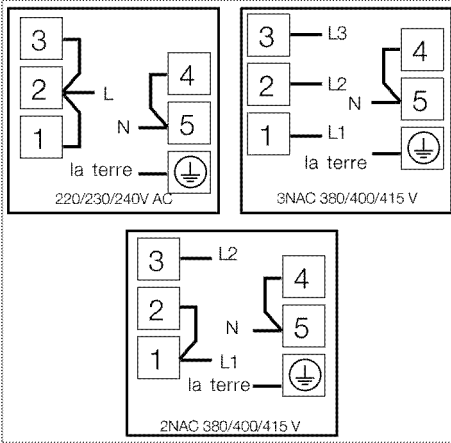 3
2
L
1
4
N
5
la terre
220/230/240V AC
3
L3
2
L2
1
L1
4
N
5
la terre
3NAC 380/400/415 V
3
L2
2
1
L1
4
N
5
la terre
2NAC 380/400/415 V